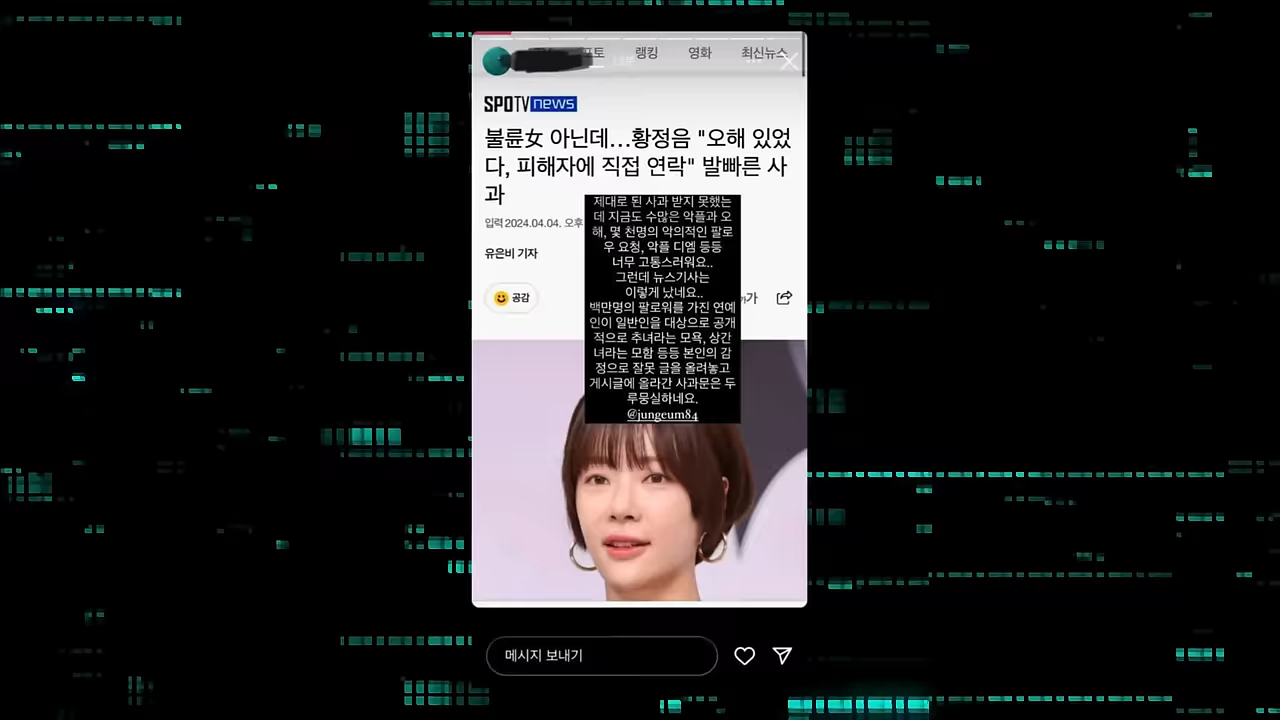 포토 랭킹 영화 최신뉴스
SPOTV news
불륜女 아닌데…황정음 "오해 있었
다, 피해자에 직접 연락" 발빠른 사
과
입력 2024.04.04. 오후
유은비 기자
공감
가
제대로 된 사과 받지 못했는
데 지금도 수많은 악플과 오
해, 몇 천명의 악의적인 팔로
우 요청, 악플 디엠 등등
너무 고통스러워요..
그런데 뉴스기사는
이렇게 났네요..
백만명의 팔로워를 가진 연예
인이 일반인을 대상으로 공개
적으로 추녀라는 모욕, 상간
녀라는 모함 등등 본인의 감
정으로 잘못 글을 올려놓고
게시글에 올라간 사과문은 두
루뭉실하네요.
@jungeum84
메시지 보내기